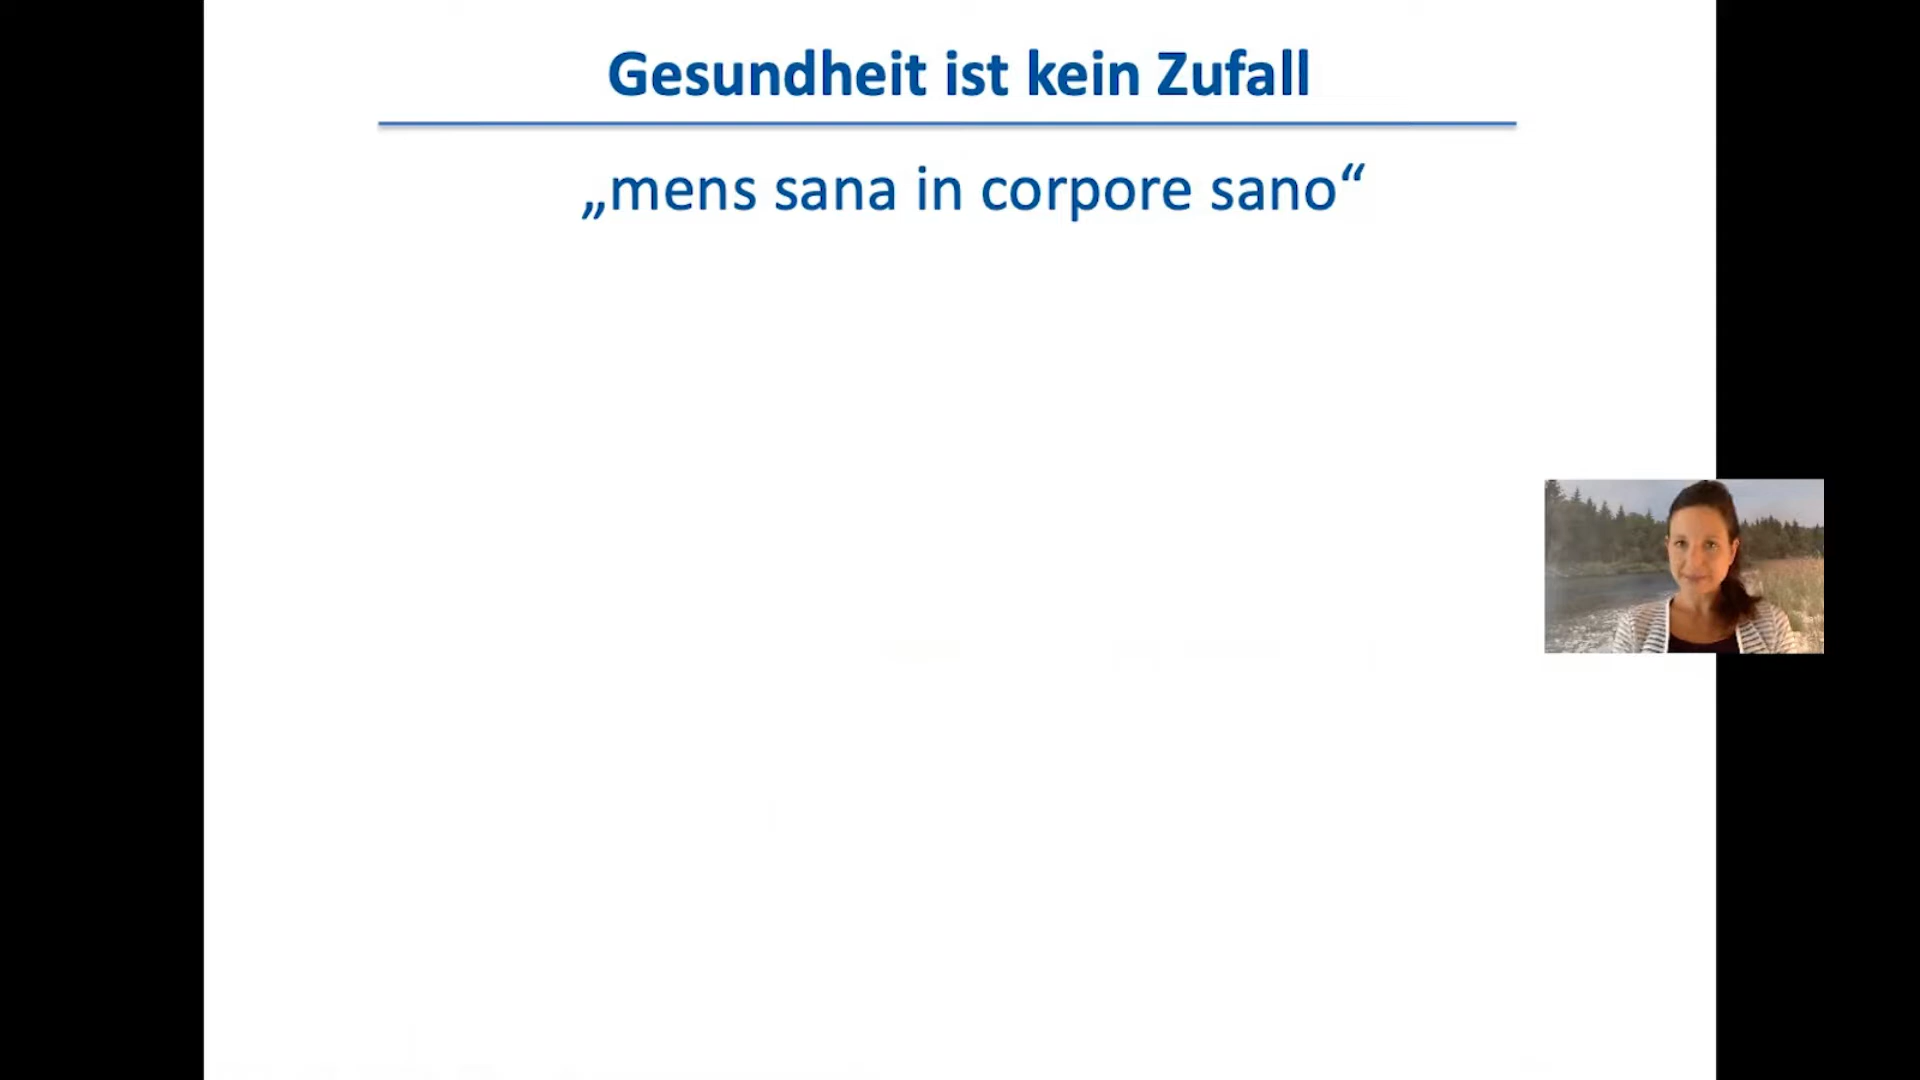 Gesundheit ist kein Zufall
„mens sana in corpore sano“